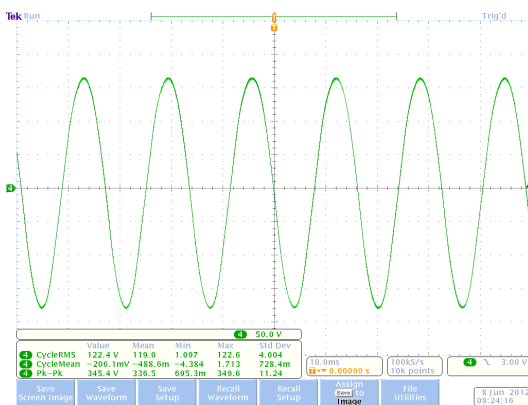 Tek Run Trig'd
T
4
4 50.0 V
Value Mean Min Max Std Dev
4 CycleRMS 122.4 V 119.0 1.097 122.6 4.004
4 CycleMean −206.1mV −488.6m −4.384 1.713 728.4m
4 Pk–Pk 345.4 V 336.5 695.3m 349.6 11.24
10.0ms
T 0.00000 s
100kS/s
10k points
4 3.00 V
Save Screen Image
Save Waveform
Save Setup
Recall Waveform
Recall Setup
Assign Save to Image
File Utilities
8 Jun 2012
09:24:16